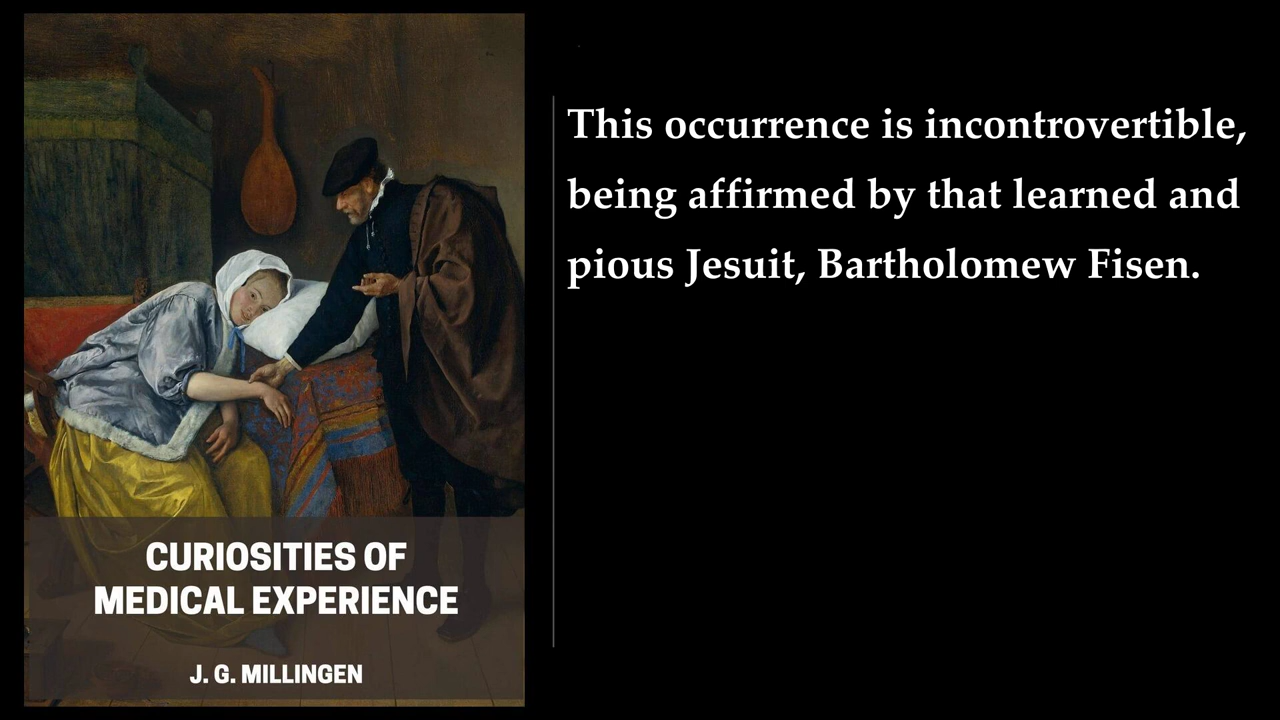 This occurrence is incontrovertible,
being affirmed by that learned and
pious Jesuit, Bartholomew Fisen.
CURIOSITIES OF
MEDICAL EXPERIENCE
J. G. MILLINGEN